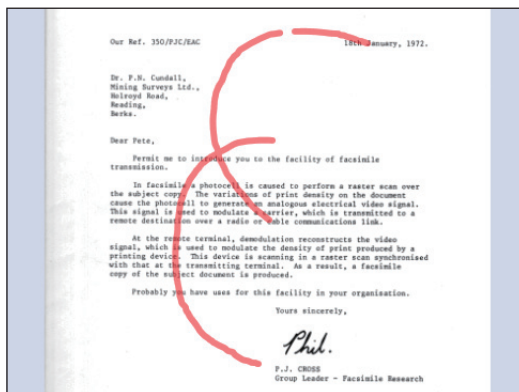 Our Ref. 350/PJC/EAC 18th January, 1972.
Dr. P.N. Cundall,
Mining Surveys Ltd.,
Holroyd Road,
Reading,
Berks.
Dear Pete,
Permit me to introduce you to the facility of facsimile
transmission.
In facsimile a photocell is caused to perform a raster scan over
the subject copy. The variations of print density on the document
cause the photocell to generate an analogous electrical video signal.
This signal is used to modulate a carrier, which is transmitted to a
remote destination over a radio or cable communications link.
At the remote terminal, demodulation reconstructs the video
signal, which is used to modulate the density of print produced by a
printing device. This device is scanning in a raster scan synchronised
with that at the transmitting terminal. As a result, a facsimile
copy of the subject document is produced.
Probably you have uses for this facility in your organisation.
Yours sincerely,
Phil.
P.J. CROSS
Group Leader - Facsimile Research